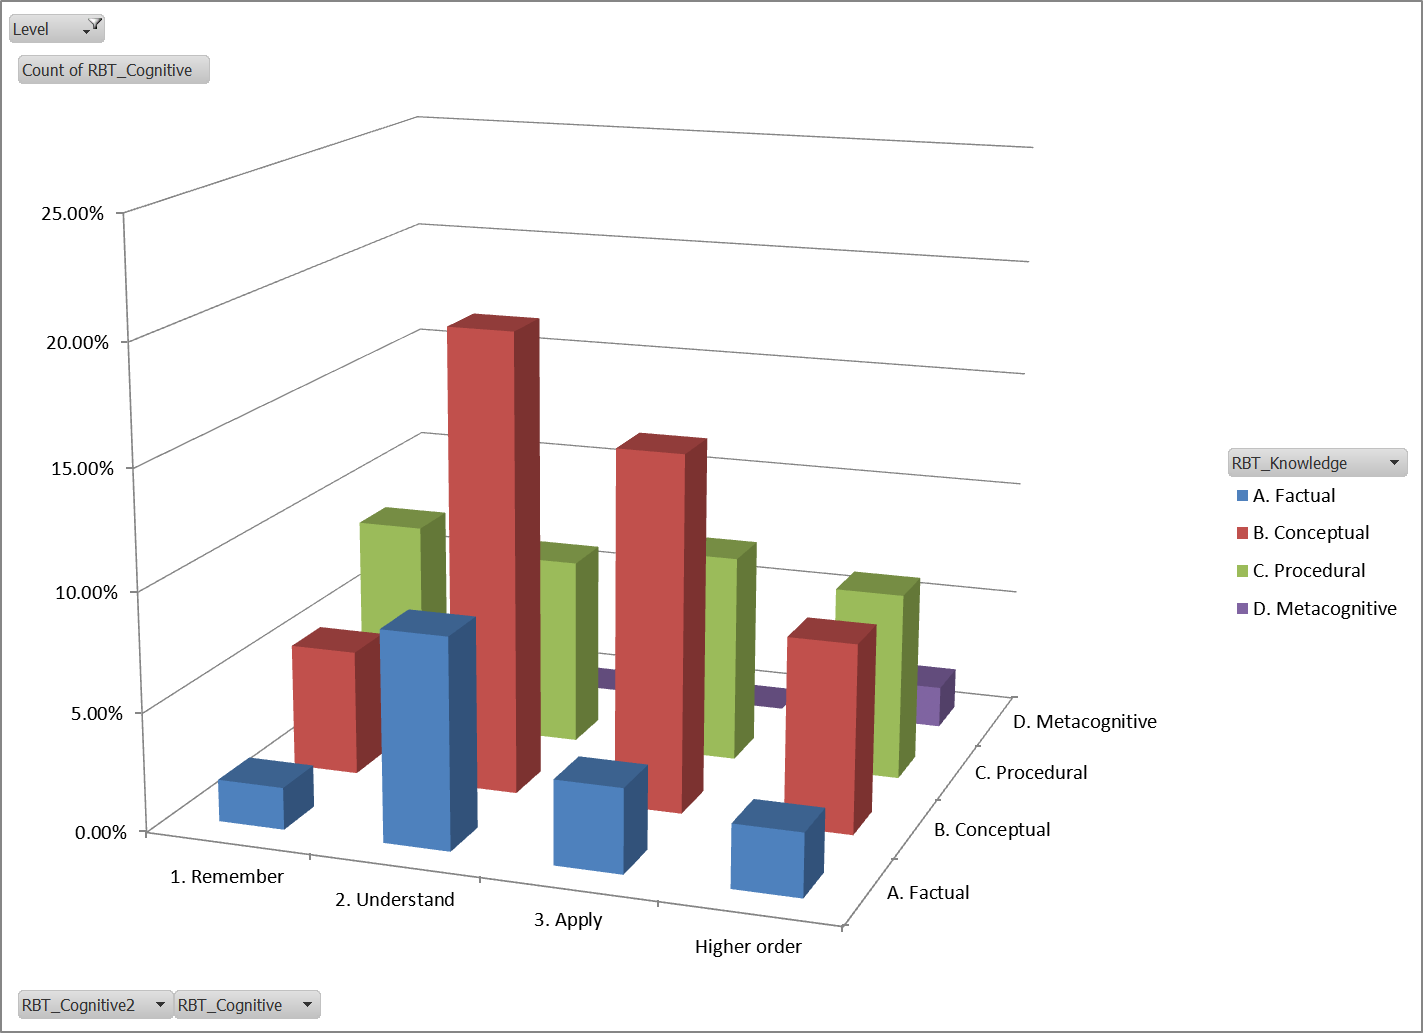 Level
Count of RBT_Cognitive
25.00%
20.00%
15.00%
10.00%
5.00%
0.00%
1. Remember
2. Understand
3. Apply
Higher order
A. Factual
B. Conceptual
C. Procedural
D. Metacognitive
RBT_Knowledge
A. Factual
B. Conceptual
C. Procedural
D. Metacognitive
RBT_Cognitive2
RBT_Cognitive